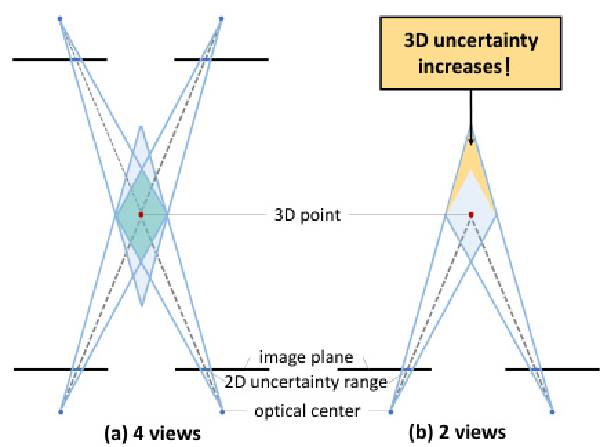 3D uncertainty
increases!
3D point
image plane
2D uncertainty range
optical center
(a) 4 views
(b) 2 views